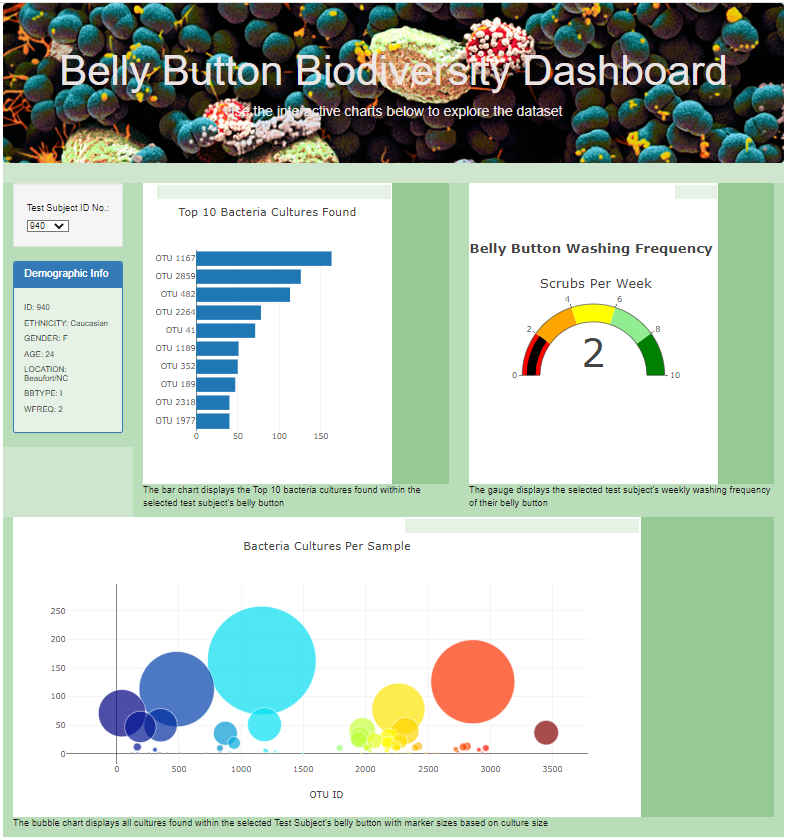 Belly Button Biodiversity Dashboard
Use the interactive charts below to explore the dataset
Test Subject ID No.:
940
Demographic Info
ID: 940
ETHNICITY: Caucasian
GENDER: F
AGE: 24
LOCATION:
Beaufort/NC
BBTYPE: I
WFREQ: 2
Top 10 Bacteria Cultures Found
OTU 1167
OTU 2859
OTU 482
OTU 2264
OTU 41
OTU 1189
OTU 352
OTU 189
OTU 2318
OTU 1977
0 50 100 150
The bar chart displays the Top 10 bacteria cultures found within the
selected test subject's belly button
Belly Button Washing Frequency
Scrubs Per Week
4 6
2 8
2
0 10
The gauge displays the selected test subject's weekly washing frequency
of their belly button
Bacteria Cultures Per Sample
250
200
150
100
50
0
0 500 1000 1500 2000 2500 3000 3500
OTU ID
The bubble chart displays all cultures found within the selected Test Subject's belly button with marker sizes based on culture size